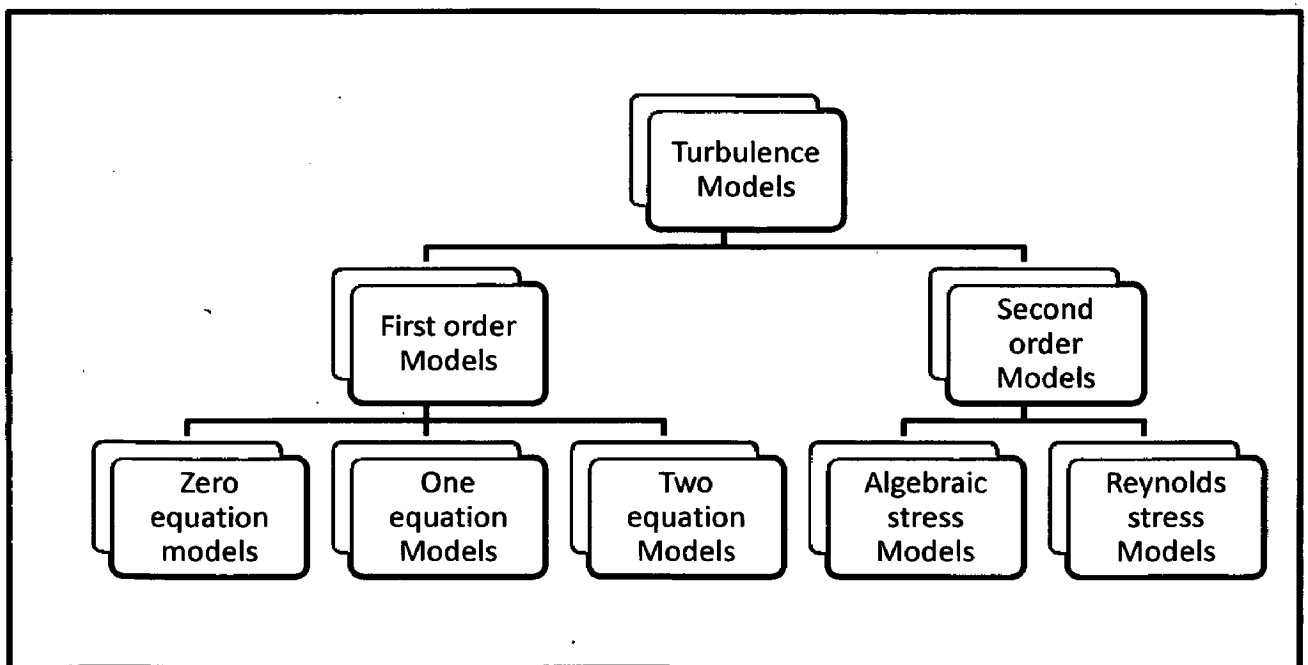 Turbulence
Models
First order
Models
Second
order
Models
Zero
equation
models
One
equation
Models
Two
equation
Models
Algebraic
stress
Models
Reynolds
stress
Models